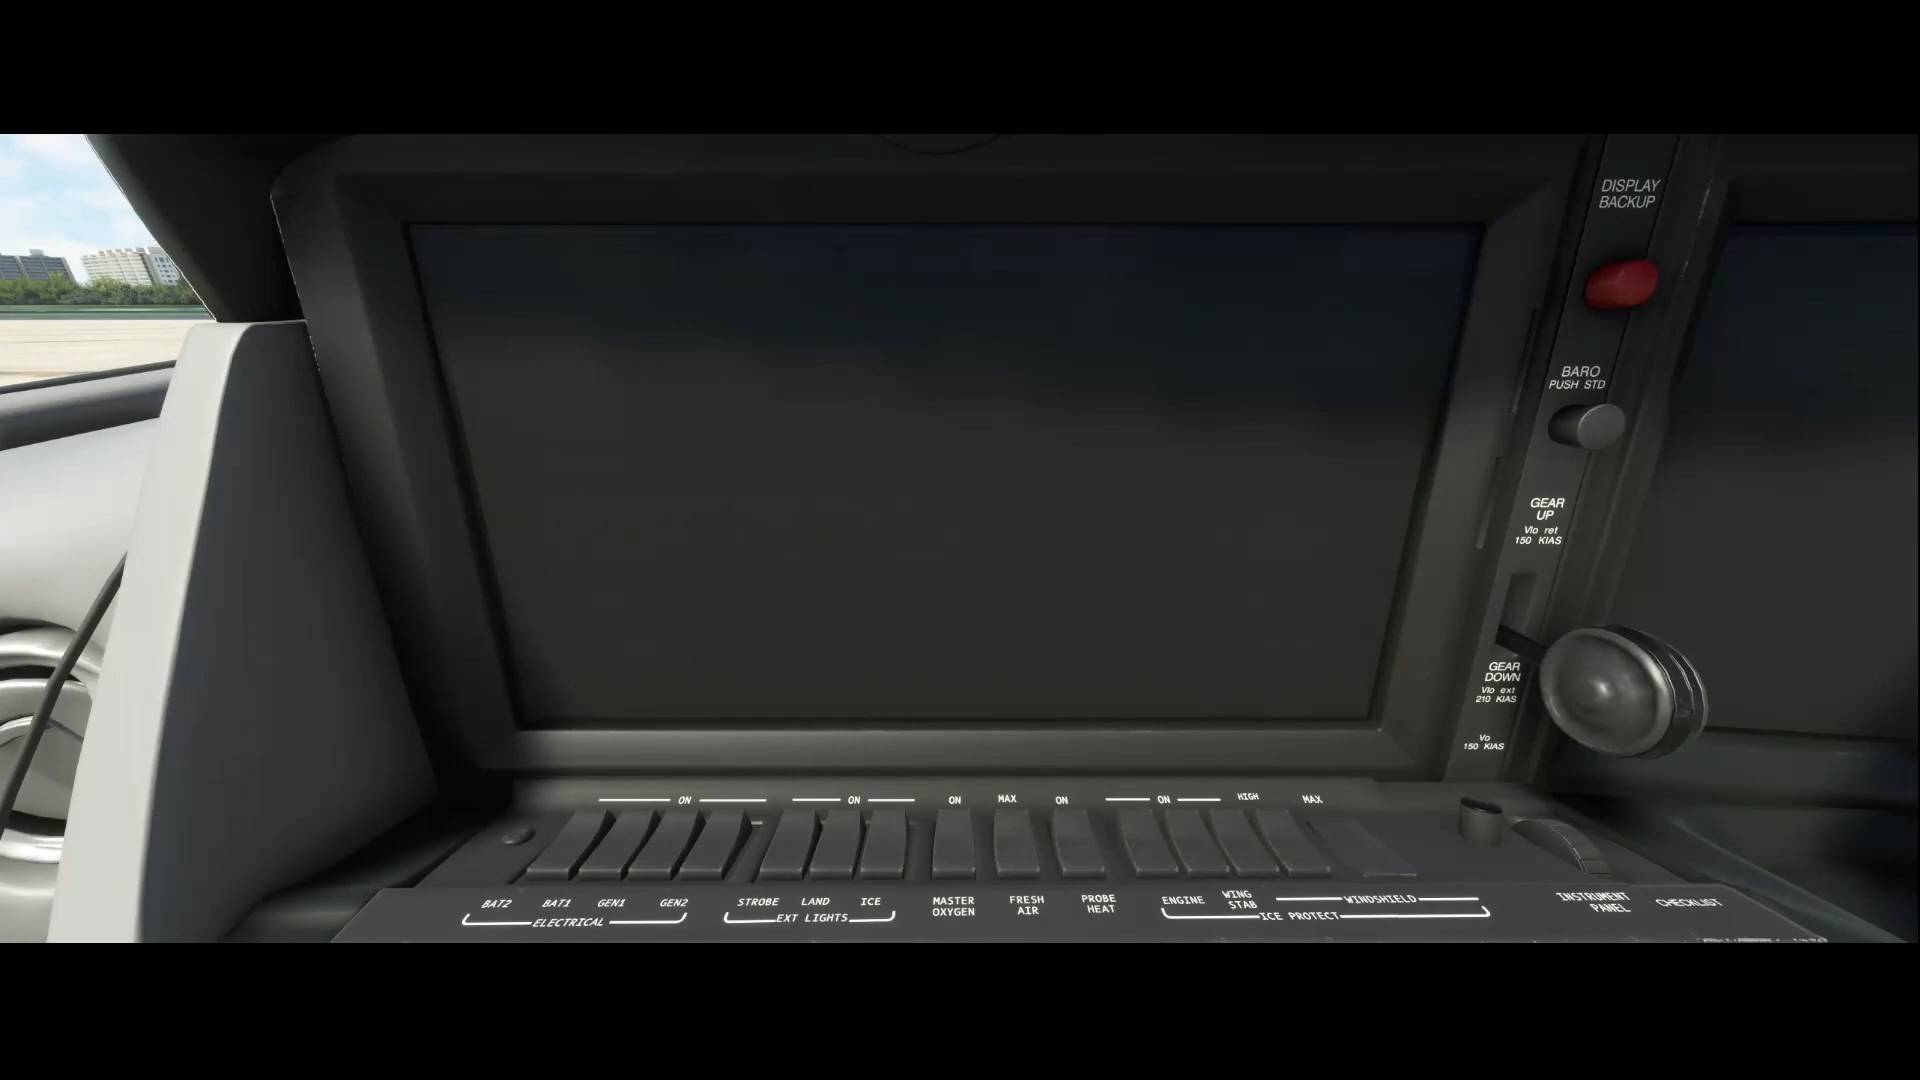 DISPLAY
BACKUP
BARO
PUSH STD
GEAR
UP
Vlo ret
150 KIAS
GEAR
DOWN
Vlo ext
210 KIAS
Vo
150 KIAS
ON
ON
ON
MAX
ON
ON
HIGH
MAX
BAT2
BAT1
GEN1
GEN2
ELECTRICAL
STROBE
LAND
ICE
EXT LIGHTS
MASTER
OXYGEN
FRESH
AIR
PROBE
HEAT
ENGINE
WING
STAB
WINDSHIELD
ICE PROTECT
INSTRUMENT
PANEL
CHECKLIST